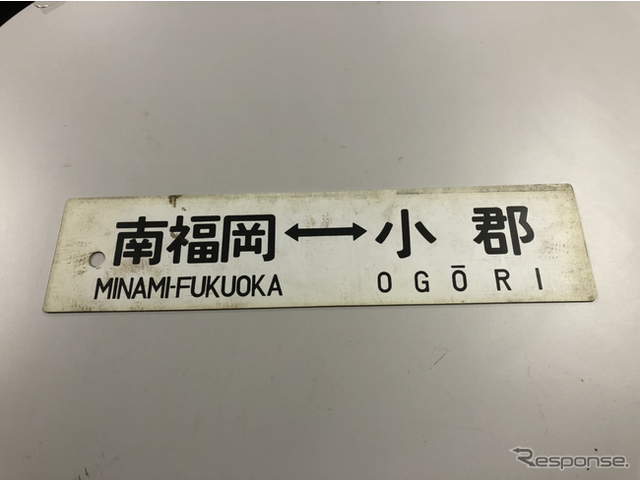 南福岡⟷小郡
MINAMI-FUKUOKA OGŌRI
Response.